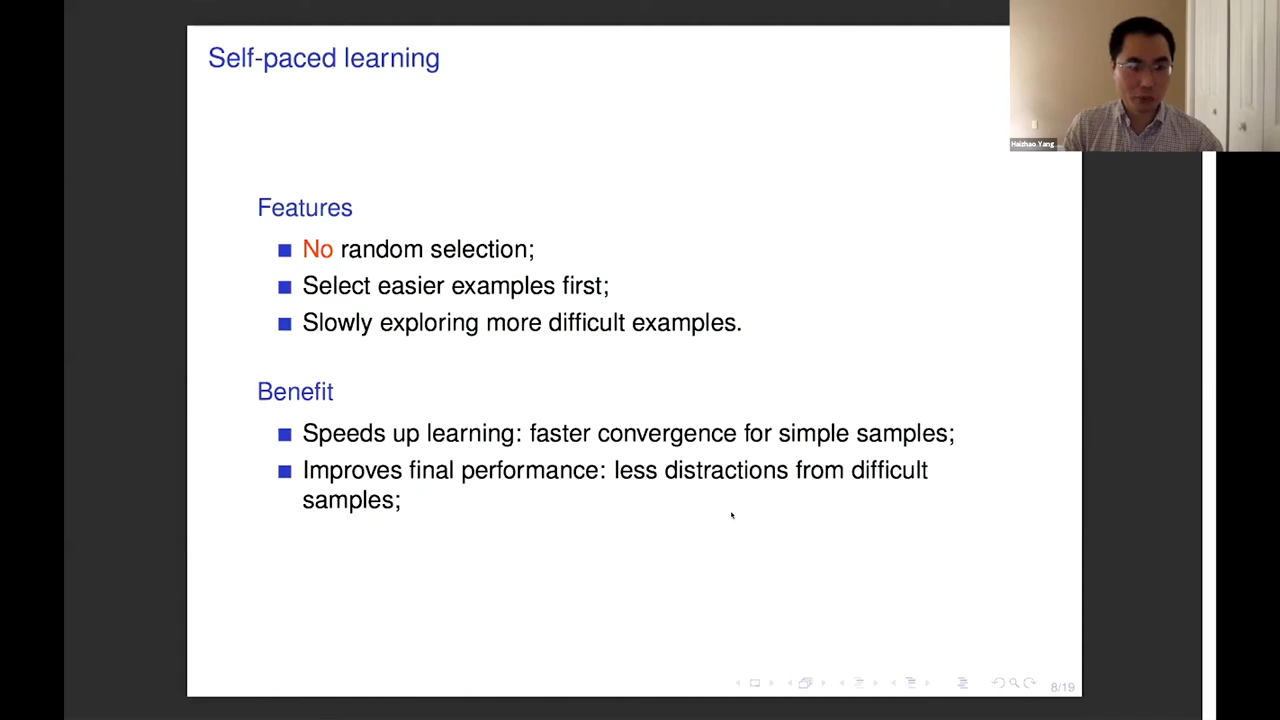 Self-paced learning
Haizhao Yang
Features
No random selection;
Select easier examples first;
Slowly exploring more difficult examples.
Benefit
Speeds up learning: faster convergence for simple samples;
Improves final performance: less distractions from difficult
samples;
8/19